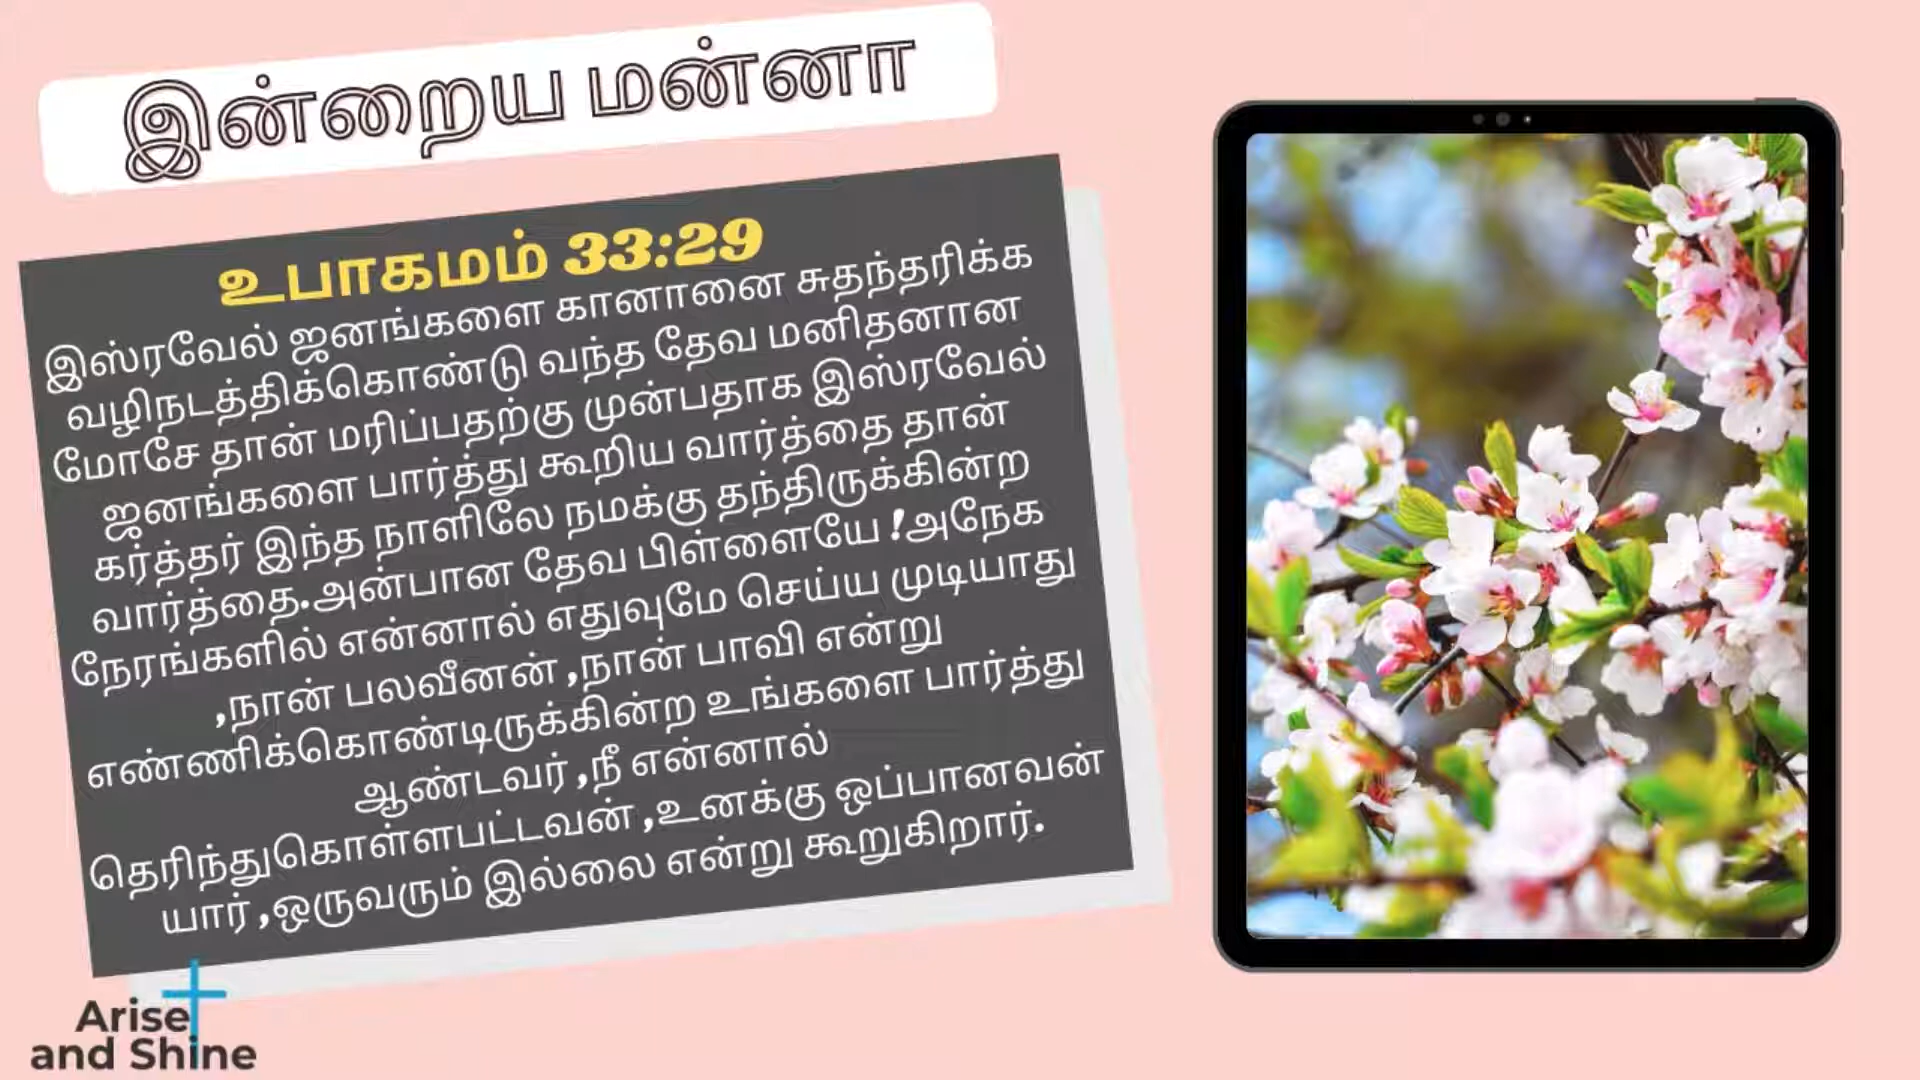 இன்றைய மன்னா
உபாகமம் 33:29
இஸ்ரவேல் ஜனங்களை கானானை சுதந்தரிக்க
வழிநடத்திக்கொண்டு வந்த தேவ மனிதனான
மோசே தான் மரிப்பதற்கு முன்பதாக இஸ்ரவேல்
ஜனங்களை பார்த்து கூறிய வார்த்தை தான்
கர்த்தர் இந்த நாளிலே நமக்கு தந்திருக்கின்ற
வார்த்தை.அன்பான தேவ பிள்ளையே !அநேக
நேரங்களில் என்னால் எதுவுமே செய்ய முடியாது
,நான் பலவீனன் ,நான் பாவி என்று
எண்ணிக்கொண்டிருக்கின்ற உங்களை பார்த்து
ஆண்டவர் ,நீ என்னால்
தெரிந்துகொள்ளபட்டவன் ,உனக்கு ஒப்பானவன்
யார் ,ஒருவரும் இல்லை என்று கூறுகிறார்.
Arise
and Shine